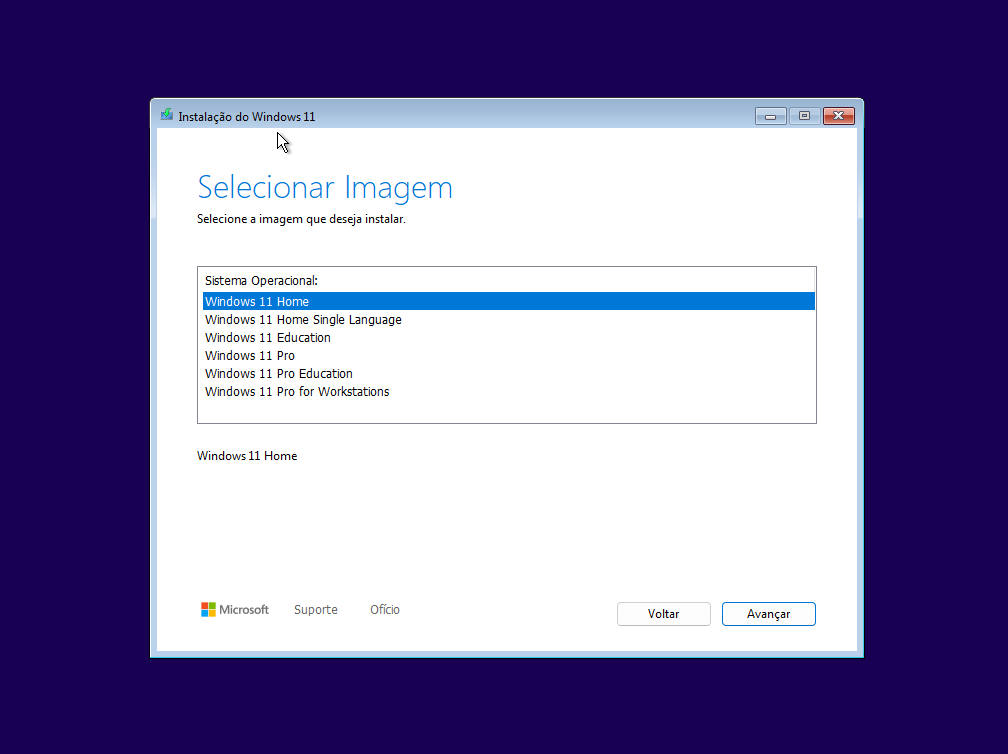 Instalação do Windows 11
Selecionar Imagem
Selecione a imagem que deseja instalar.
Sistema Operacional:
Windows 11 Home
Windows 11 Home Single Language
Windows 11 Education
Windows 11 Pro
Windows 11 Pro Education
Windows 11 Pro for Workstations
Windows 11 Home
Microsoft Suporte Ofício Voltar Avançar